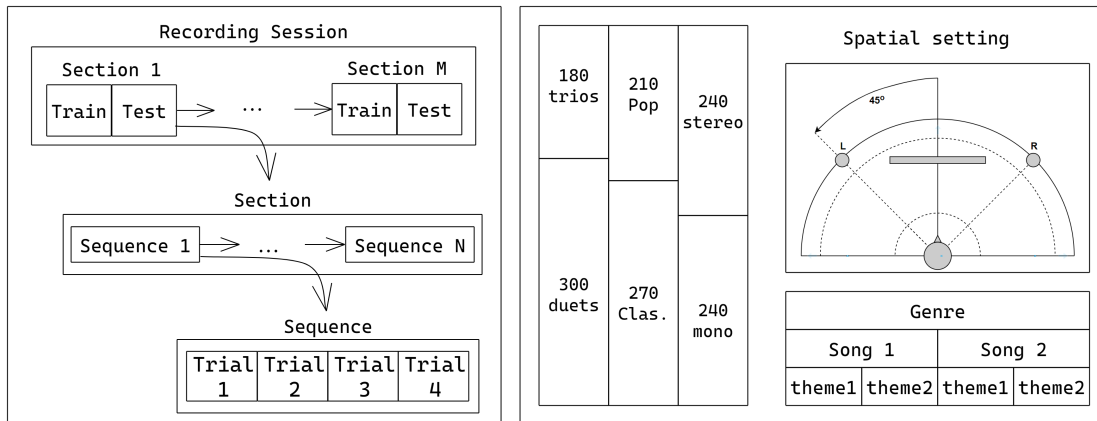 Recording Session
Section 1
Section M
Train
Test
...
Train
Test
Section
Sequence 1
...
Sequence N
Sequence
Trial
1
Trial
2
Trial
3
Trial
4
180
trios
300
duets
210
Pop
270
Clas.
240
stereo
240
mono
Spatial setting
45°
L
R
Genre
Song 1
Song 2
theme1
theme2
theme1
theme2